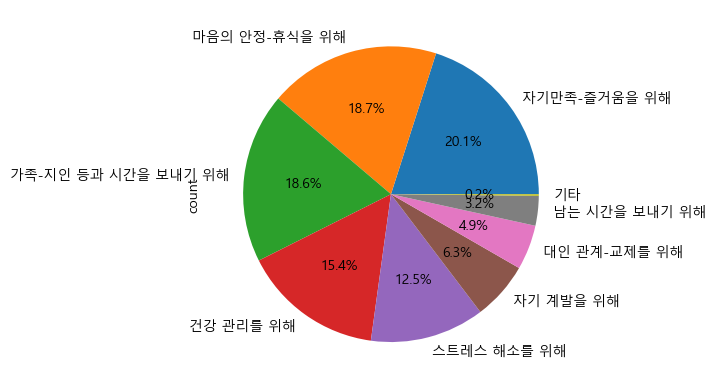 마음의 안정-휴식을 위해
18.7%
자기만족-즐거움을 위해
20.1%
가족-지인 등과 시간을 보내기 위해
18.6%
count
기타
0.2%
남는 시간을 보내기 위해
3.2%
대인 관계-교제를 위해
4.9%
자기 계발을 위해
6.3%
건강 관리를 위해
15.4%
스트레스 해소를 위해
12.5%